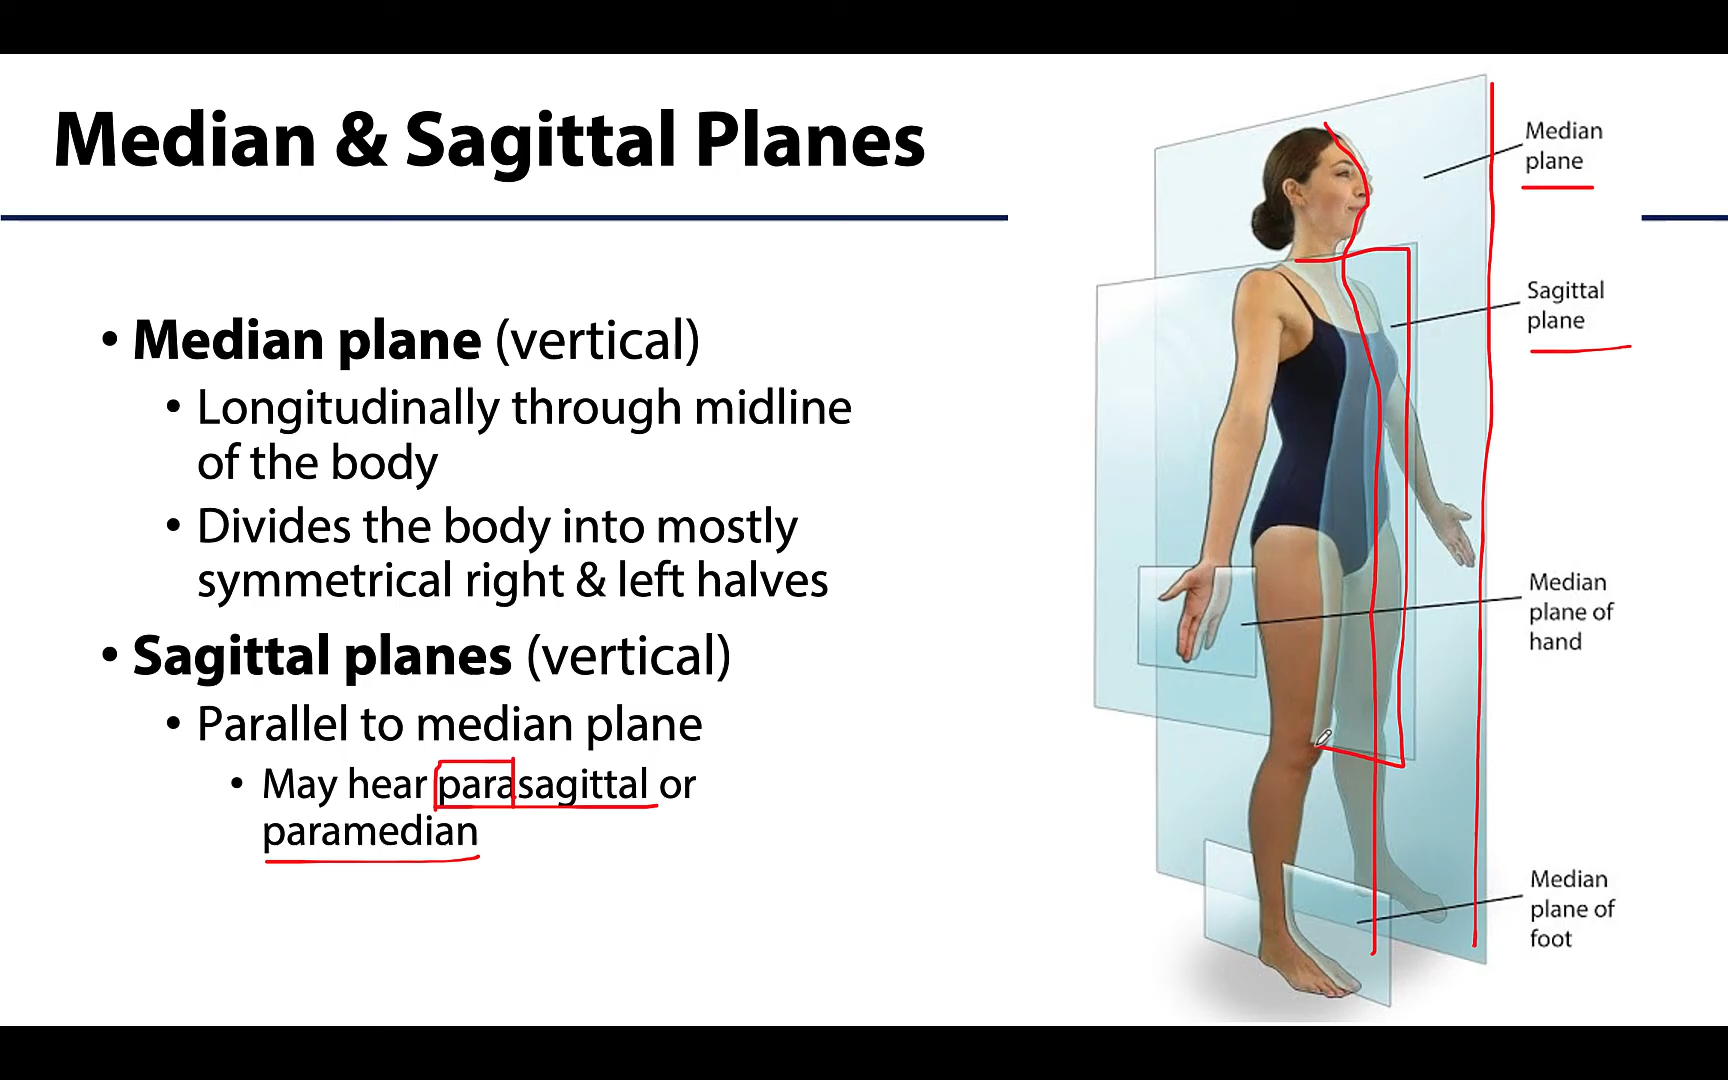 Median & Sagittal Planes
• Median plane (vertical)
• Longitudinally through midline
of the body
• Divides the body into mostly
symmetrical right & left halves
• Sagittal planes (vertical)
• Parallel to median plane
• May hear parasagittal or
paramedian
Median
plane
Sagittal
plane
Median
plane of
hand
Median
plane of
foot